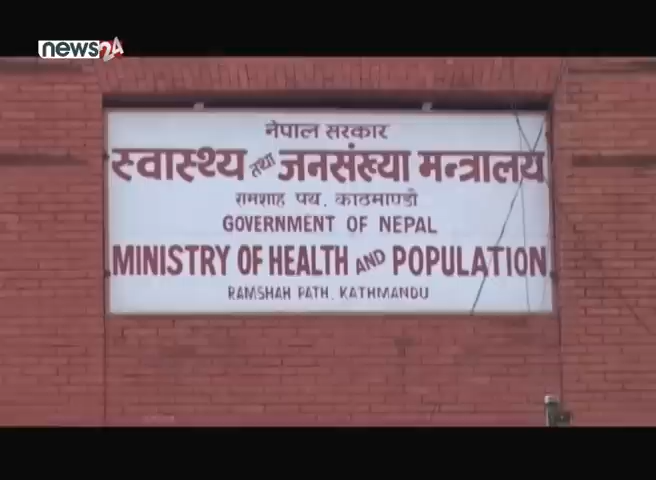 news24
नेपाल सरकार
स्वास्थ्य तथा जनसंख्या मन्त्रालय
रामशाह पथ, काठमाण्डौ
GOVERNMENT OF NEPAL
MINISTRY OF HEALTH AND POPULATION
RAMSHAH PATH, KATHMANDU